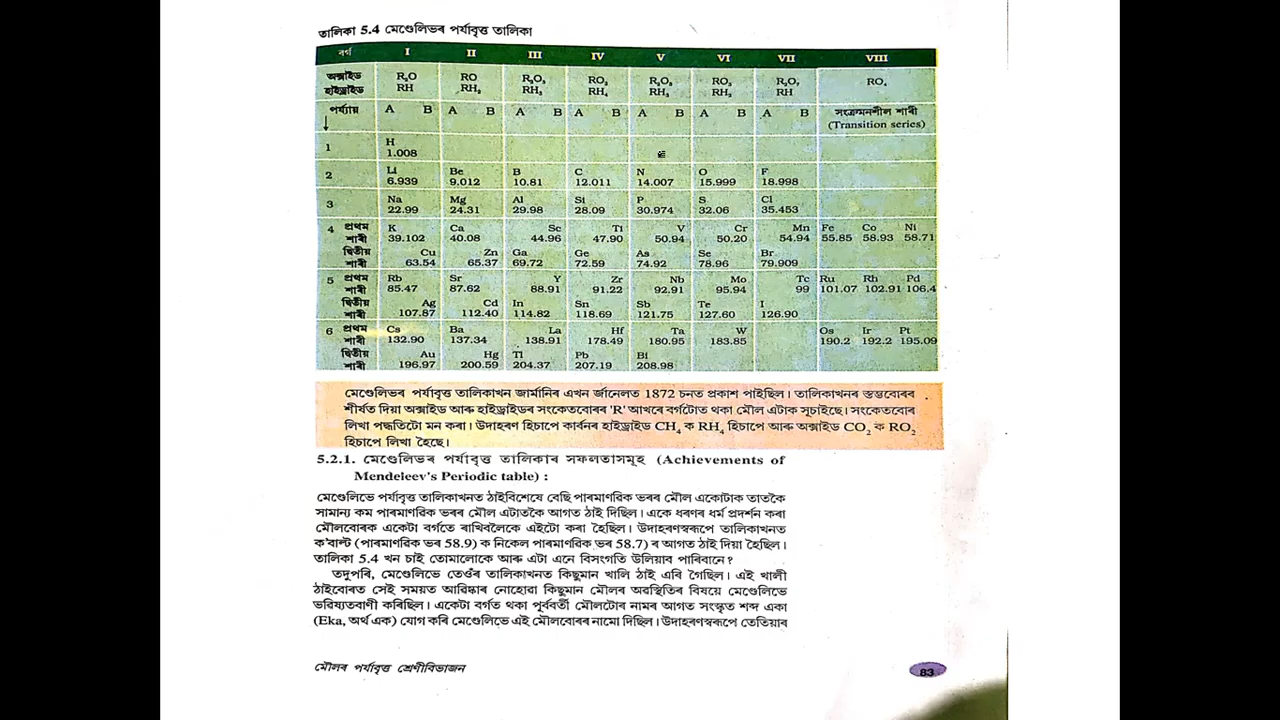 তালিকা 5.4 মেণ্ডেলিভৰ পৰ্যাবৃত্ত তালিকা
বৰ্গ I II III IV V VI VII VIII
অক্সাইড R₂O RO R₂O₃ RO₂ R₂O₅ RO₃ R₂O₇ RO₄
হাইড্ৰাইড RH RH₂ RH₃ RH₄ RH₃ RH₂ RH
পৰ্য্যায় A B A B A B A B A B A B A B সংক্ৰেমনশীল শাৰী
↓ (Transition series)
1 H
1.008
2 Li Be B C N O F
6.939 9.012 10.81 12.011 14.007 15.999 18.998
3 Na Mg Al Si P S Cl
22.99 24.31 29.98 28.09 30.974 32.06 35.453
4 প্ৰথম K Ca Sc Ti V Cr Mn Fe Co Ni
শাৰী 39.102 40.08 44.96 47.90 50.94 50.20 54.94 55.85 58.93 58.71
দ্বিতীয় Cu Zn Ga Ge As Se Br
শাৰী 63.54 65.37 69.72 72.59 74.92 78.96 79.909
5 প্ৰথম Rb Sr Y Zr Nb Mo Tc Ru Rh Pd
শাৰী 85.47 87.62 88.91 91.22 92.91 95.94 99 101.07 102.91 106.4
দ্বিতীয় Ag Cd In Sn Sb Te I
শাৰী 107.87 112.40 114.82 118.69 121.75 127.60 126.90
6 প্ৰথম Cs Ba La Hf Ta W Os Ir Pt
শাৰী 132.90 137.34 138.91 178.49 180.95 183.85 190.2 192.2 195.09
দ্বিতীয় Au Hg Tl Pb Bi
শাৰী 196.97 200.59 204.37 207.19 208.98
মেণ্ডেলিভৰ পৰ্যাবৃত্ত তালিকাখন জাৰ্মানিৰ এখন জৰ্নেলত 1872 চনত প্ৰকাশ পাইছিল। তালিকাখনৰ স্তম্ভবোৰৰ
শীৰ্ষত দিয়া অক্সাইড আৰু হাইড্ৰাইডৰ সংকেতবোৰৰ 'R' আখৰে বৰ্গটোত থকা মৌল এটাক সূচাইছে। সংকেতবোৰ
লিখা পদ্ধতিটো মন কৰা। উদাহৰণ হিচাপে কাৰ্বনৰ হাইড্ৰাইড CH₄ ক RH₄ হিচাপে আৰু অক্সাইড CO₂ ক RO₂
হিচাপে লিখা হৈছে।
5.2.1. মেণ্ডেলিভৰ পৰ্যাবৃত্ত তালিকাৰ সফলতাসমূহ (Achievements of
Mendeleev's Periodic table) :
মেণ্ডেলিভে পৰ্যাবৃত্ত তালিকাখনত ঠাইবিশেষে বেছি পাৰমাণৱিক ভৰৰ মৌল একোটাক তাতকৈ
সামান্য কম পাৰমাণৱিক ভৰৰ মৌল এটাতকৈ আগত ঠাই দিছিল। একে ধৰণৰ ধৰ্ম প্ৰদৰ্শন কৰা
মৌলবোৰক একেটা বৰ্গতে ৰাখিবলৈকে এইটো কৰা হৈছিল। উদাহৰণস্বৰূপে তালিকাখনত
ক'বাল্ট (পাৰমাণৱিক ভৰ 58.9) ক নিকেল পাৰমাণৱিক ভৰ 58.7) ৰ আগত ঠাই দিয়া হৈছিল।
তালিকা 5.4 খন চাই তোমালোকে আৰু এটা এনে বিসংগতি উলিয়াব পাৰিবানে?
তদুপৰি, মেণ্ডেলিভে তেওঁৰ তালিকাখনত কিছুমান খালি ঠাই এৰি গৈছিল। এই খালী
ঠাইবোৰত সেই সময়ত আৱিষ্কাৰ নোহোৱা কিছুমান মৌলৰ অৱস্থিতিৰ বিষয়ে মেণ্ডেলিভে
ভৱিষ্যতবাণী কৰিছিল। একেটা বৰ্গত থকা পূৰ্ববৰ্তী মৌলটোৰ নামৰ আগত সংস্কৃত শব্দ একা
(Eka, অৰ্থ এক) যোগ কৰি মেণ্ডেলিভে এই মৌলবোৰৰ নামো দিছিল। উদাহৰণস্বৰূপে তেতিয়াব
মৌলৰ পৰ্যাবৃত্ত শ্ৰেণীবিভাজন 83